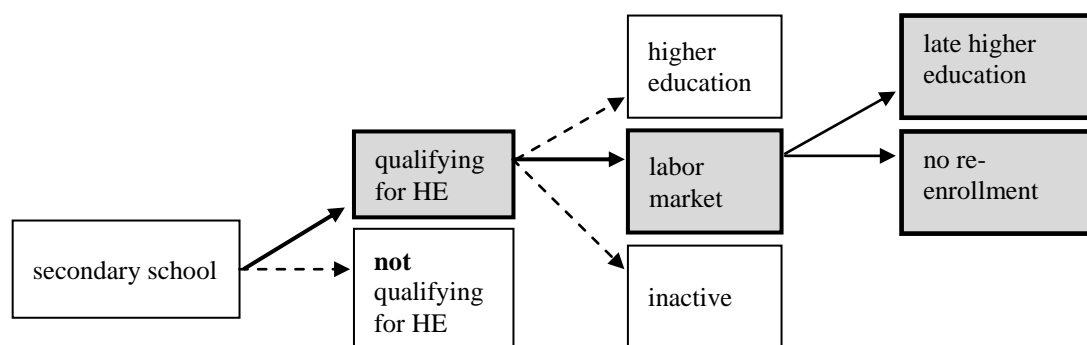 secondary school
qualifying
for HE
not
qualifying
for HE
higher
education
labor
market
inactive
late higher
education
no re-
enrollment